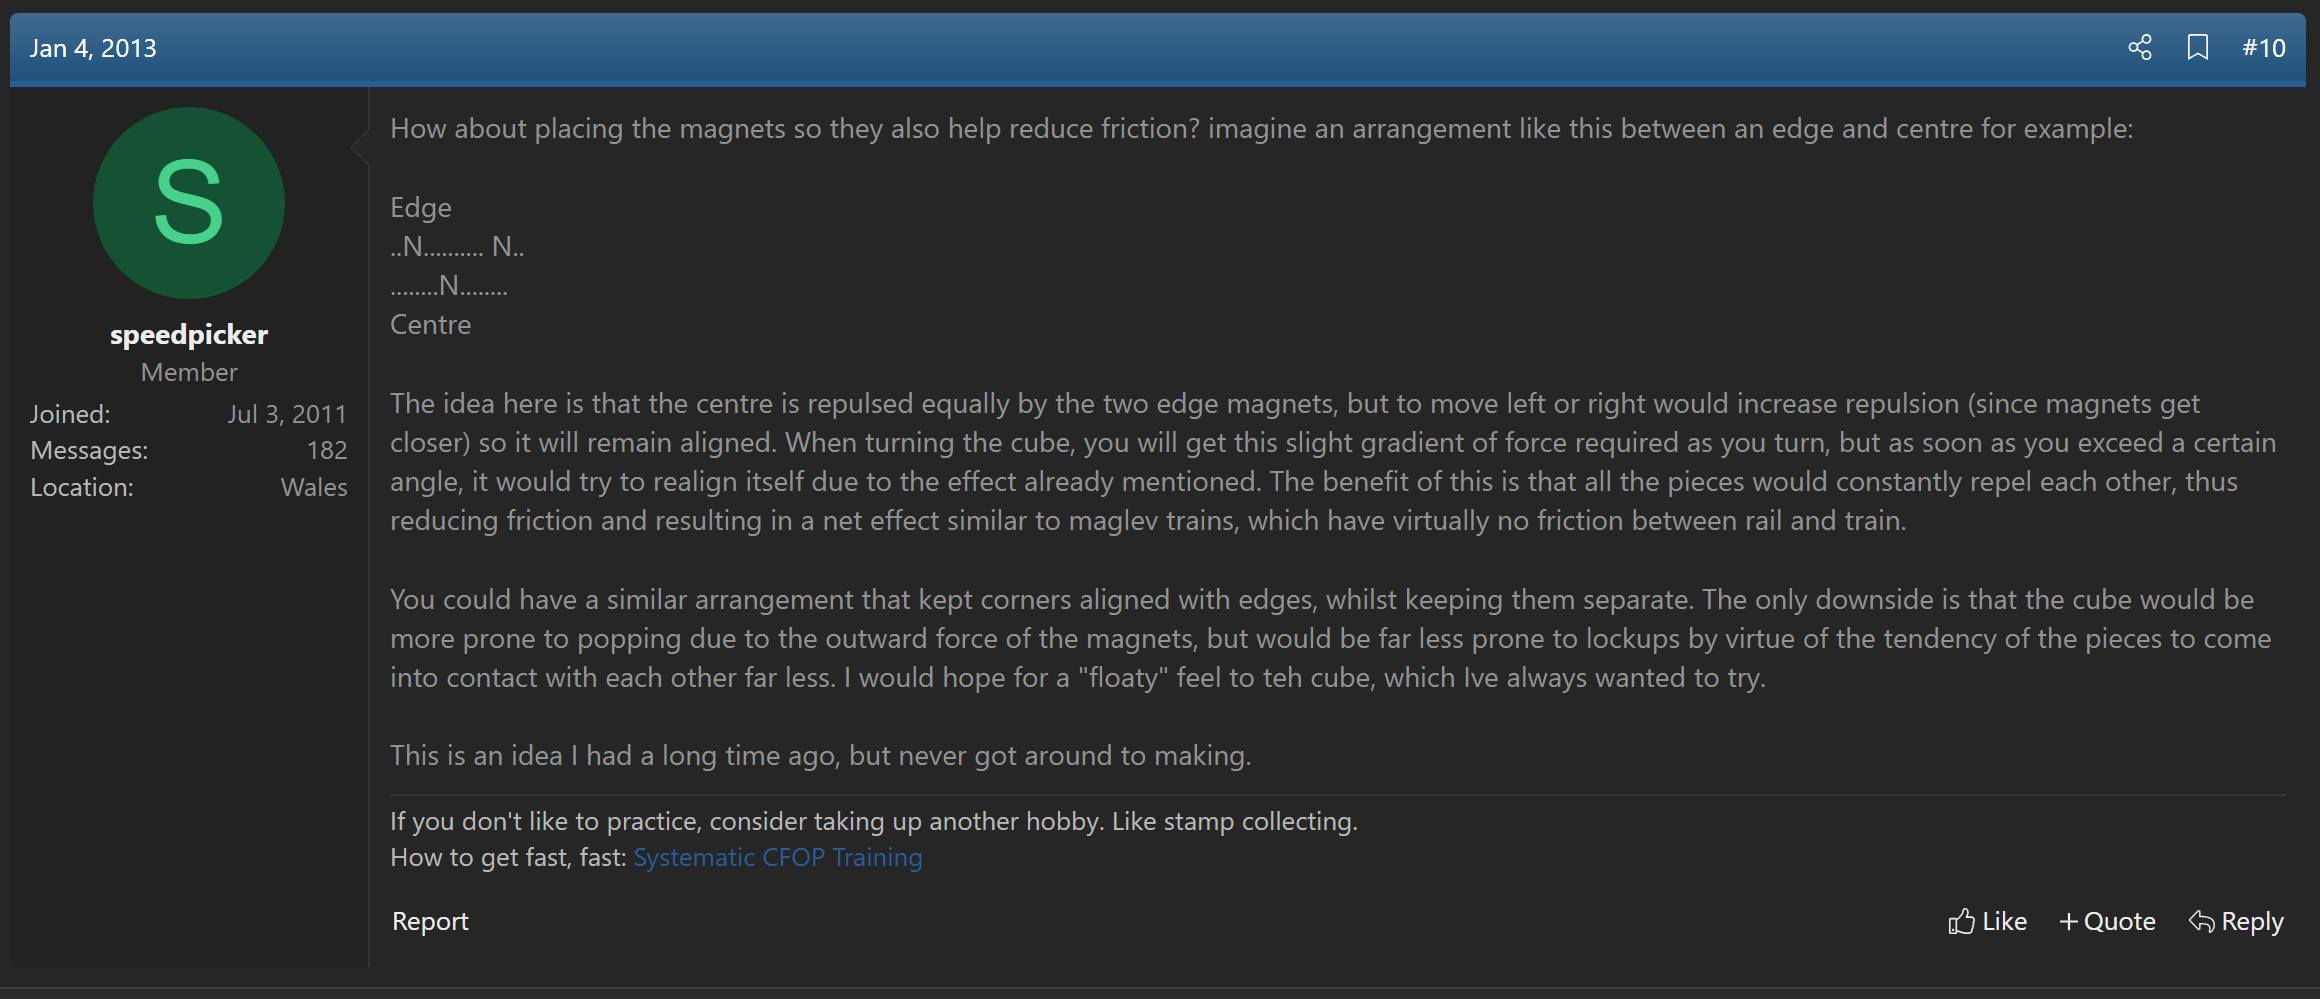 Jan 4, 2013
#10
S
speedpicker
Member
Joined: Jul 3, 2011
Messages: 182
Location: Wales
How about placing the magnets so they also help reduce friction? imagine an arrangement like this between an edge and centre for example:
Edge
..N.......... N..
........N........
Centre
The idea here is that the centre is repulsed equally by the two edge magnets, but to move left or right would increase repulsion (since magnets get
closer) so it will remain aligned. When turning the cube, you will get this slight gradient of force required as you turn, but as soon as you exceed a certain
angle, it would try to realign itself due to the effect already mentioned. The benefit of this is that all the pieces would constantly repel each other, thus
reducing friction and resulting in a net effect similar to maglev trains, which have virtually no friction between rail and train.
You could have a similar arrangement that kept corners aligned with edges, whilst keeping them separate. The only downside is that the cube would be
more prone to popping due to the outward force of the magnets, but would be far less prone to lockups by virtue of the tendency of the pieces to come
into contact with each other far less. I would hope for a "floaty" feel to teh cube, which Ive always wanted to try.
This is an idea I had a long time ago, but never got around to making.
If you don't like to practice, consider taking up another hobby. Like stamp collecting.
How to get fast, fast: Systematic CFOP Training
Report
Like
+ Quote
Reply